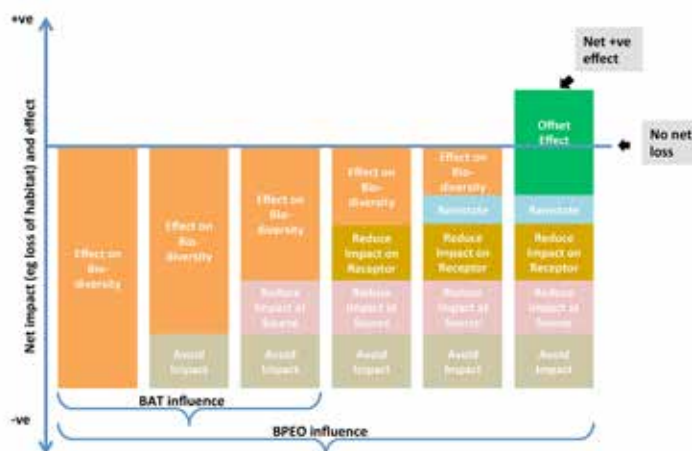 +ve
Net impact (eg loss of habitat) and effect
-ve
Net +ve
effect
No net
loss
Effect on
Bio-
diversity
Effect on
Bio-
diversity
Avoid
Impact
Effect on
Bio-
diversity
Reduce
Impact at
Source
Avoid
Impact
Effect on
Bio-
diversity
Reduce
Impact on
Receptor
Reduce
Impact at
Source
Avoid
Impact
Effect on
Bio-
diversity
Reinstate
Reduce
Impact on
Receptor
Reduce
Impact at
Source
Avoid
Impact
Offset
Effect
Reinstate
Reduce
Impact on
Receptor
Reduce
Impact at
Source
Avoid
Impact
BAT influence
BPEO influence